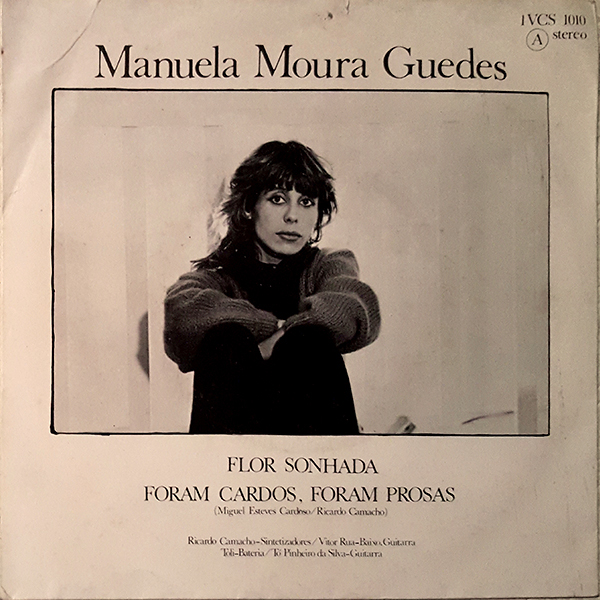 1VCS 1010
A stereo
Manuela Moura Guedes
FLOR SONHADA
FORAM CARDOS, FORAM PROSAS
(Miguel Esteves Cardoso/Ricardo Camacho)
Ricardo Camacho-Sintetizadores/Vitor Rua-Baixo, Guitarra
Toli-Bateria/Tó Pinheiro da Silva-Guitarra